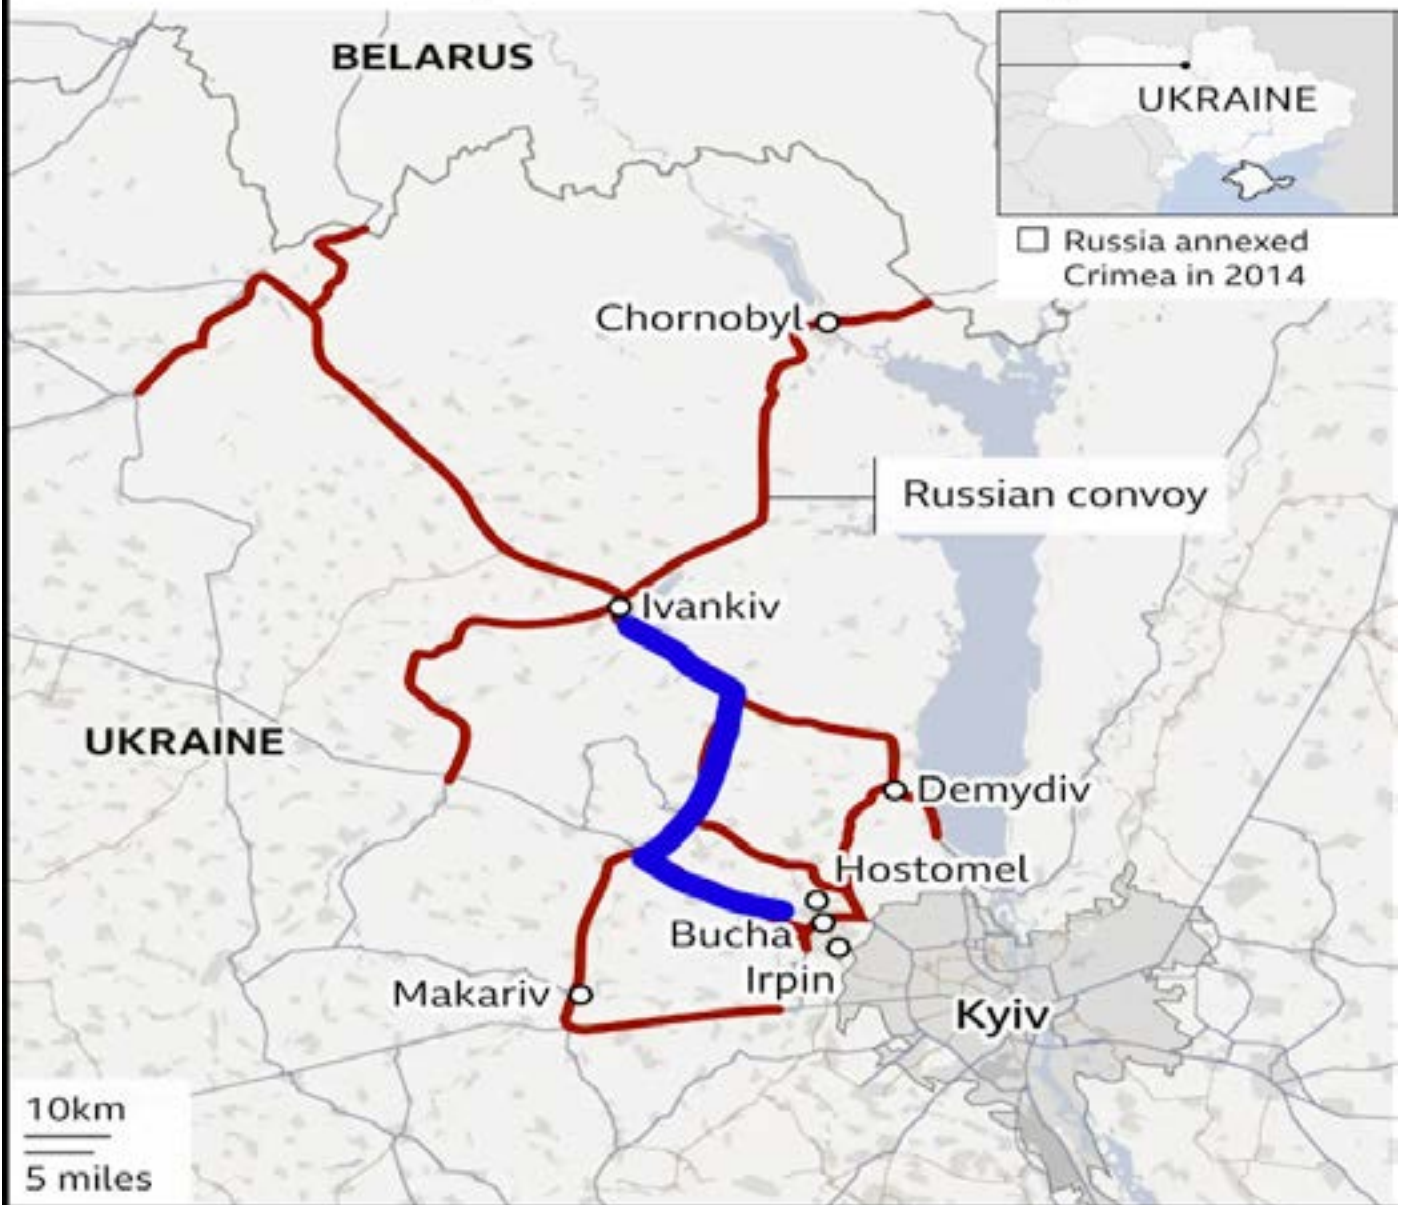 BELARUS
UKRAINE
Russia annexed
Crimea in 2014
Chornobyl
Russian convoy
Ivankiv
UKRAINE
Demydiv
Hostomel
Bucha
Irpin
Makariv
Kyiv
10km
5 miles